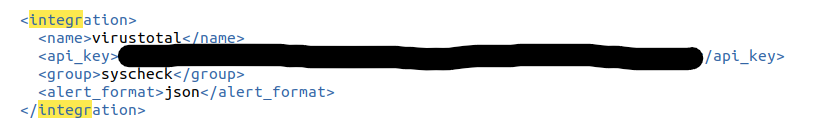 <integration>
<name>virustotal</name>
<api_key>/api_key>
<group>syscheck</group>
<alert_format>json</alert_format>
</integration>